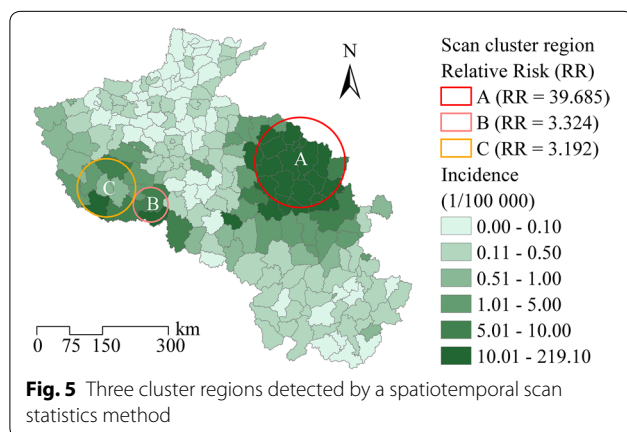 N
Scan cluster region
Relative Risk (RR)
A (RR = 39.685)
B (RR = 3.324)
C (RR = 3.192)
Incidence
(1/100 000)
0.00 - 0.10
0.11 - 0.50
0.51 - 1.00
1.01 - 5.00
5.01 - 10.00
10.01 - 219.10
A
C
B
km
0 75 150 300
Fig. 5 Three cluster regions detected by a spatiotemporal scan
statistics method